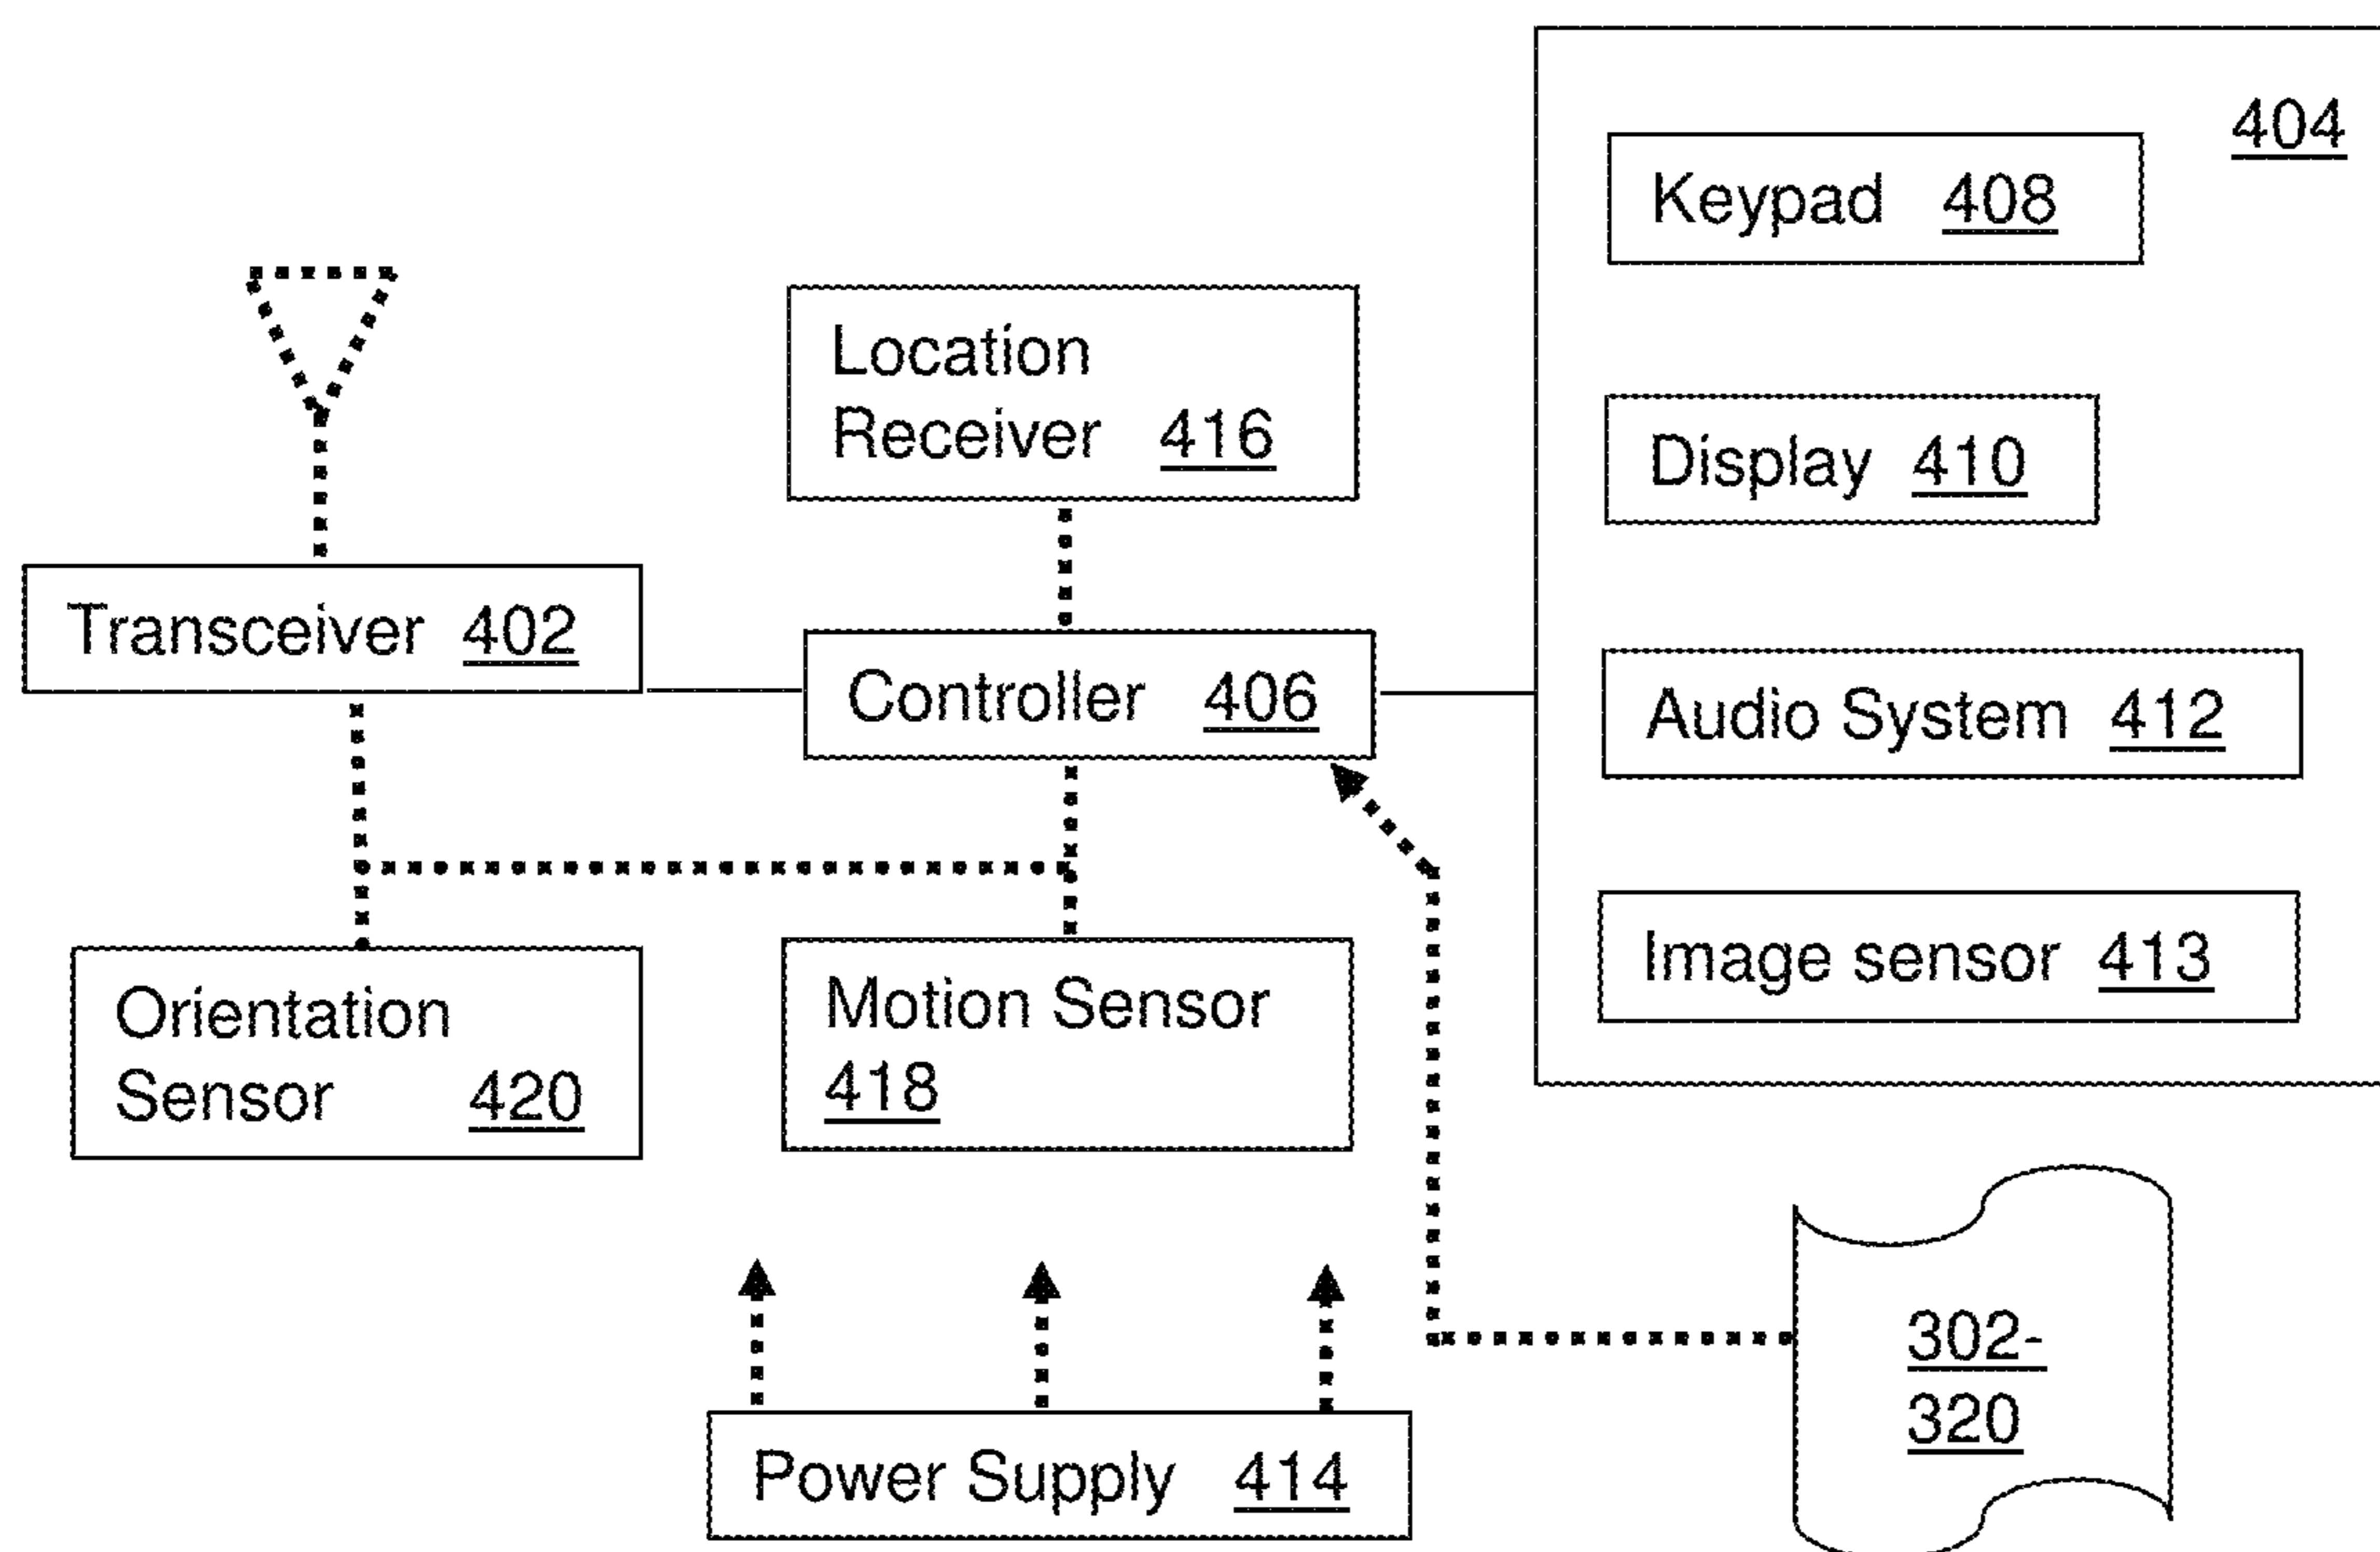 404
Keypad 408
Location
Receiver 416
Display 410
Transceiver 402
Controller 406
Audio System 412
Image sensor 413
Orientation
Sensor 420
Motion Sensor
418
302-
320
Power Supply 414